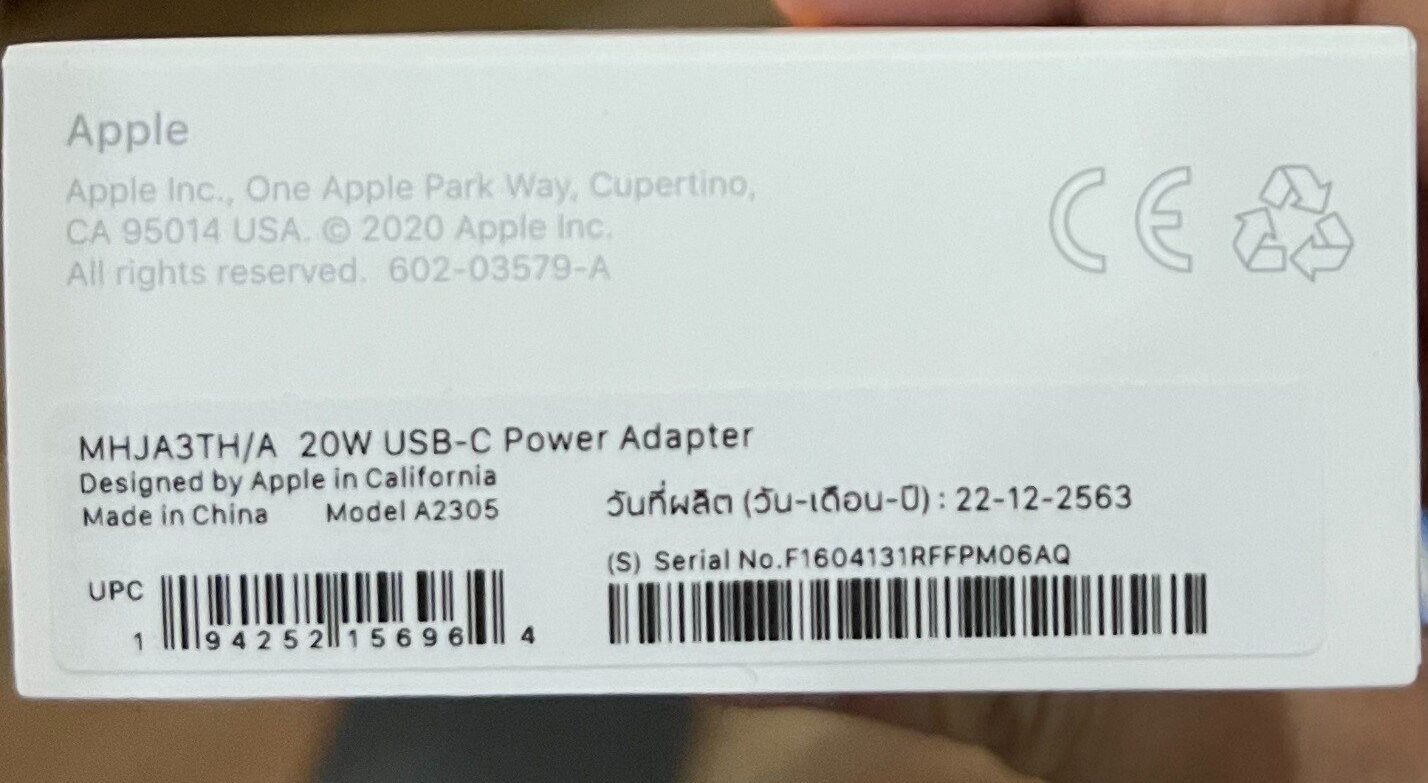 Apple
Apple Inc., One Apple Park Way, Cupertino,
CA 95014 USA. © 2020 Apple Inc.
All rights reserved. 602-03579-A
CE
MHJA3TH/A 20W USB-C Power Adapter
Designed by Apple in California
Made in China Model A2305
วันที่ผลิต (วัน-เดือน-ปี) : 22-12-2563
(S) Serial No.F1604131RFFPM06AQ
UPC
1 94252 15696 4